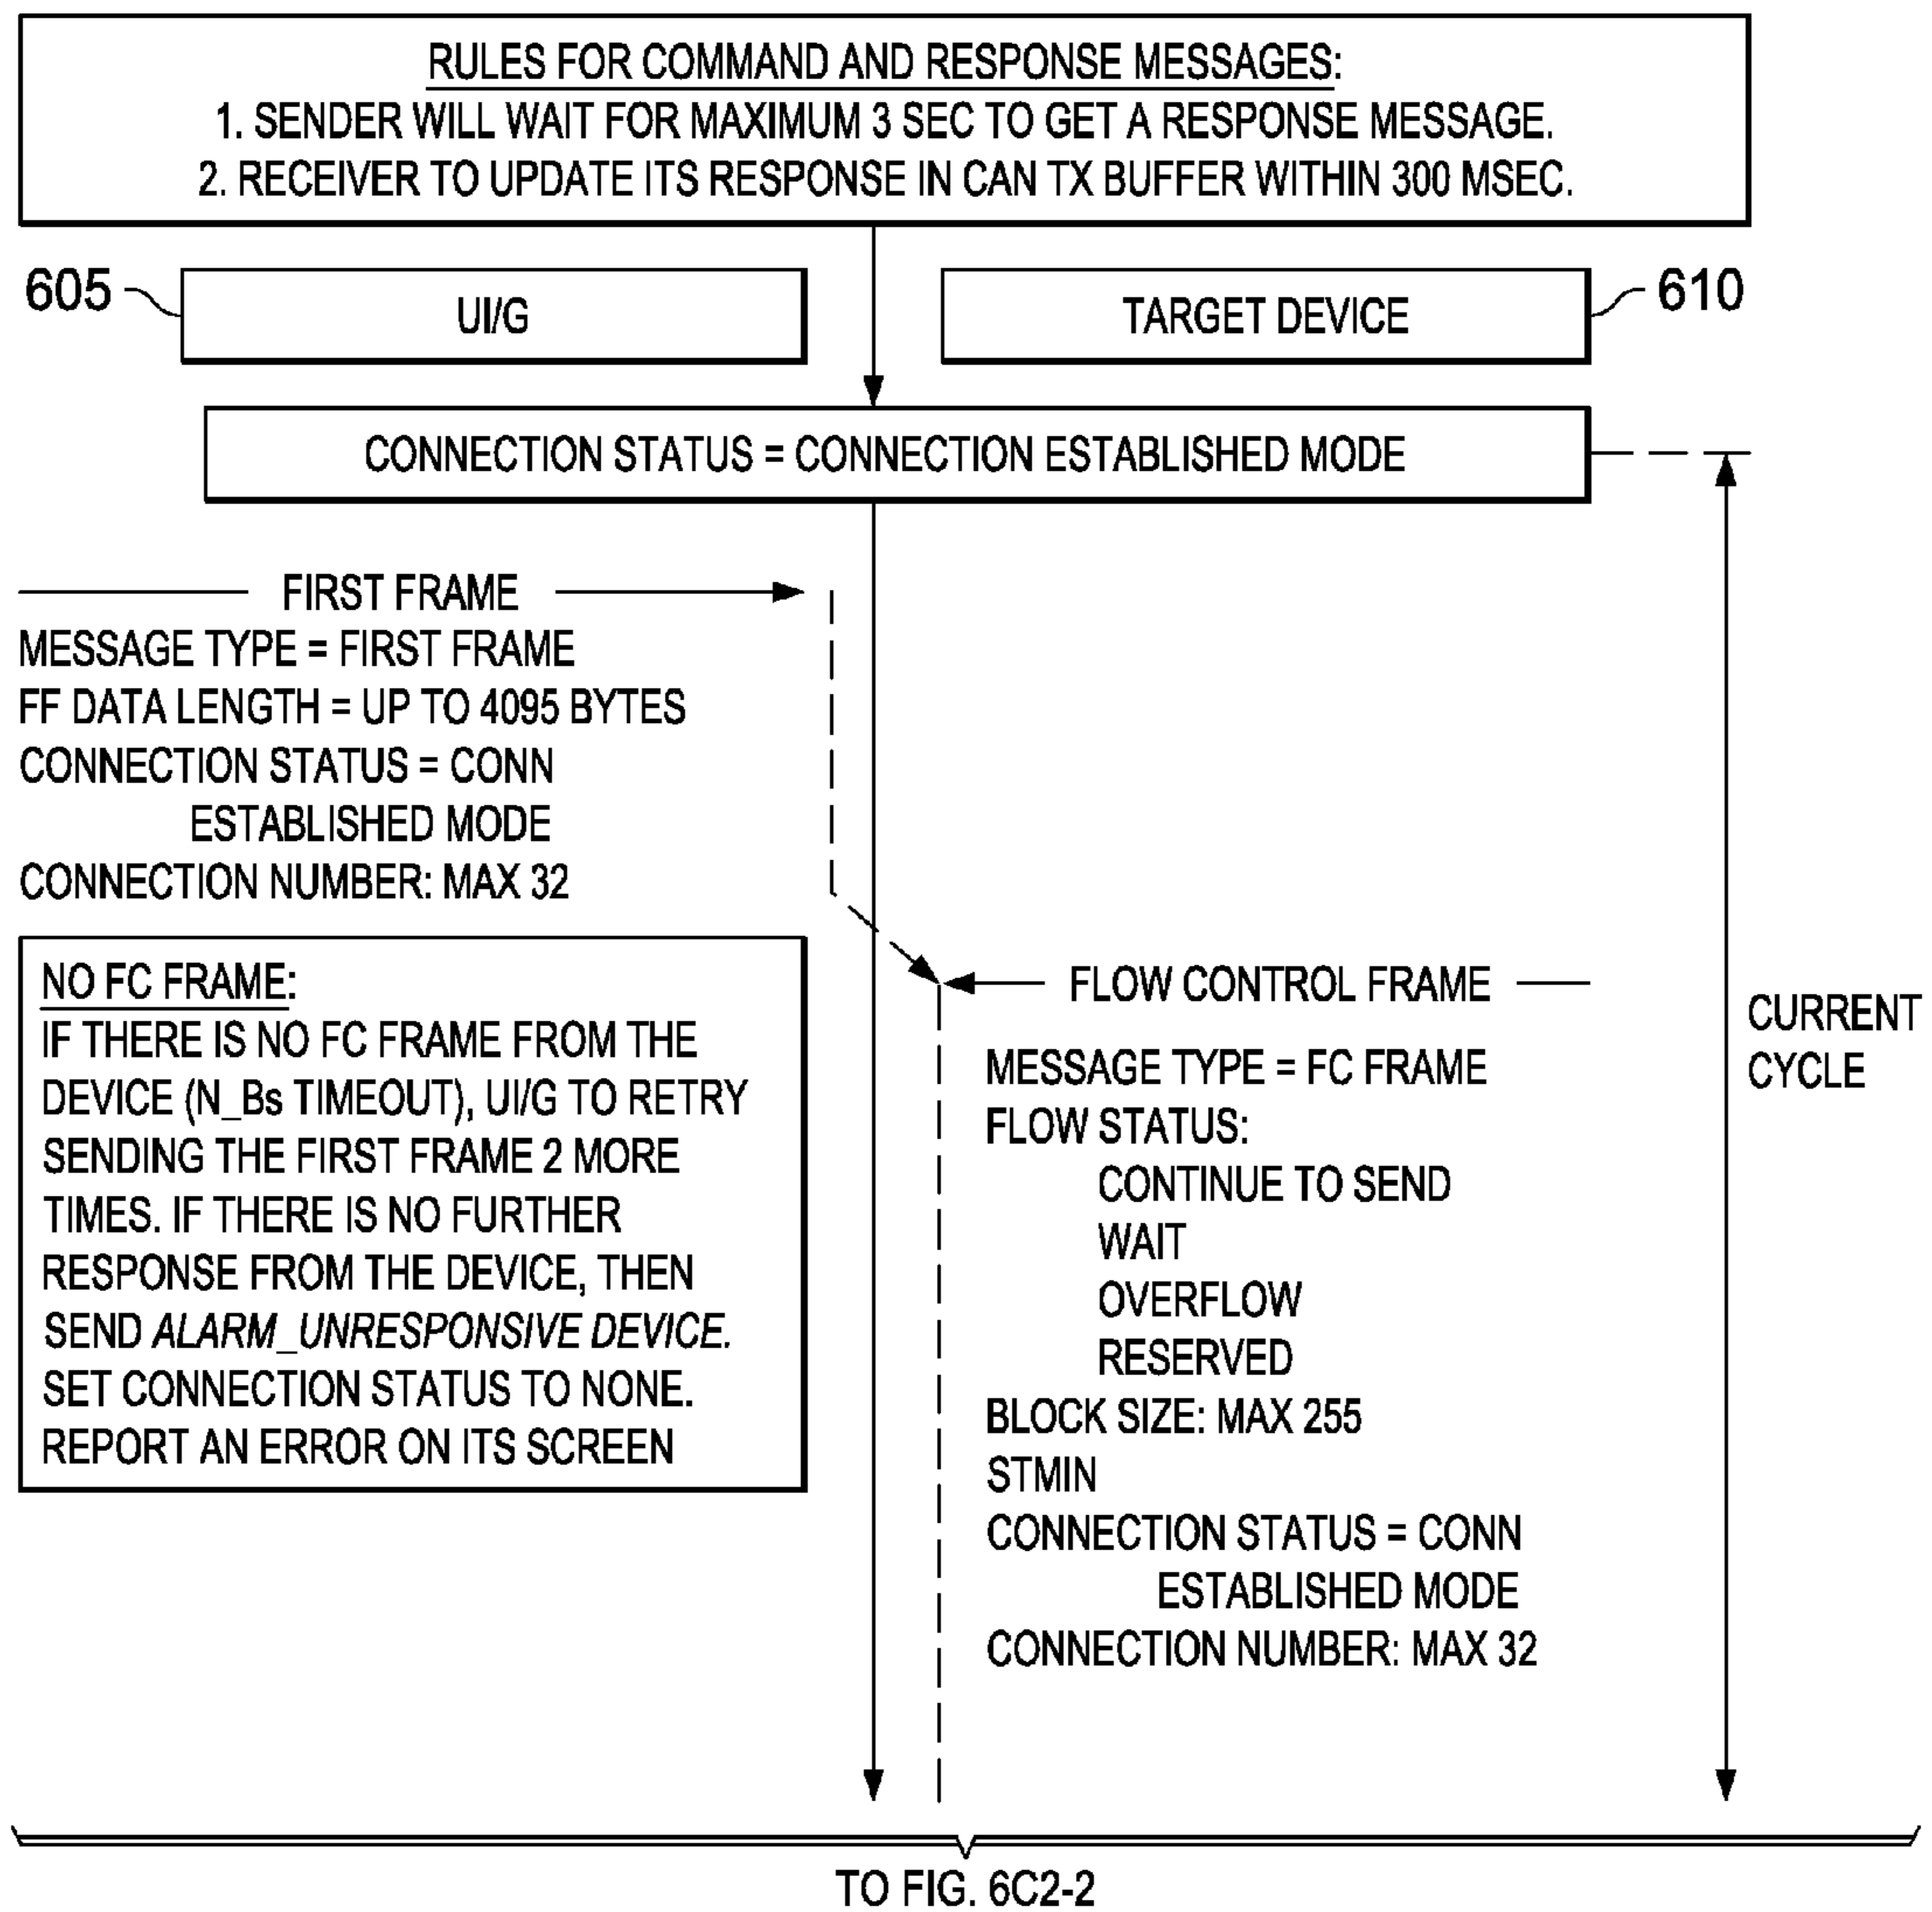 RULES FOR COMMAND AND RESPONSE MESSAGES:
1. SENDER WILL WAIT FOR MAXIMUM 3 SEC TO GET A RESPONSE MESSAGE.
2. RECEIVER TO UPDATE ITS RESPONSE IN CAN TX BUFFER WITHIN 300 MSEC.
605
UI/G
TARGET DEVICE
610
CONNECTION STATUS = CONNECTION ESTABLISHED MODE
FIRST FRAME
MESSAGE TYPE = FIRST FRAME
FF DATA LENGTH = UP TO 4095 BYTES
CONNECTION STATUS = CONN
ESTABLISHED MODE
CONNECTION NUMBER: MAX 32
NO FC FRAME:
IF THERE IS NO FC FRAME FROM THE
DEVICE (N_Bs TIMEOUT), UI/G TO RETRY
SENDING THE FIRST FRAME 2 MORE
TIMES. IF THERE IS NO FURTHER
RESPONSE FROM THE DEVICE, THEN
SEND ALARM_UNRESPONSIVE DEVICE.
SET CONNECTION STATUS TO NONE.
REPORT AN ERROR ON ITS SCREEN
FLOW CONTROL FRAME
MESSAGE TYPE = FC FRAME
FLOW STATUS:
CONTINUE TO SEND
WAIT
OVERFLOW
RESERVED
BLOCK SIZE: MAX 255
STMIN
CONNECTION STATUS = CONN
ESTABLISHED MODE
CONNECTION NUMBER: MAX 32
CURRENT
CYCLE
TO FIG. 6C2-2